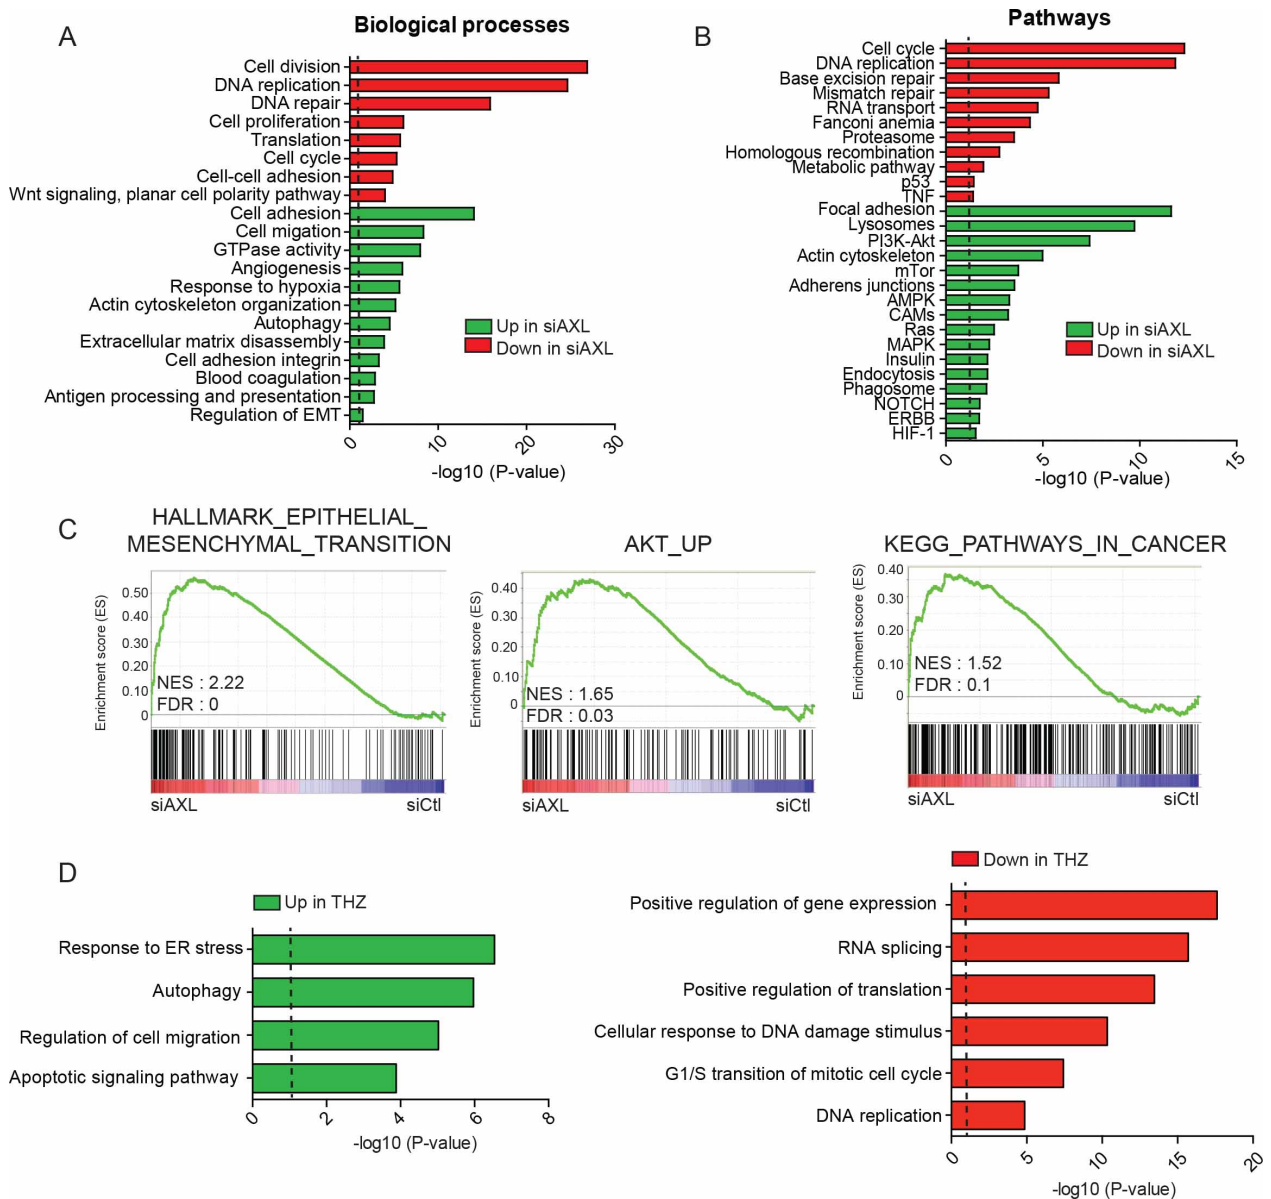 A
Biological processes
Cell division
DNA replication
DNA repair
Cell proliferation
Translation
Cell cycle
Cell-cell adhesion
Wnt signaling, planar cell polarity pathway
Cell adhesion
Cell migation
GTPase activity
Angiogenesis
Response to hypoxia
Actin cytoskeleton organization
Autophagy
Extracellular matrix disassembly
Cell adhesion integrin
Blood coagulation
Antigen processing and presentation
Regulation of EMT
Up in siAXL
Down in siAXL
0 10 20 30
-log10 (P-value)
B
Pathways
Cell cycle
DNA replication
Base excision repair
Mismatch repair
RNA transport
Fanconi anemia
Proteasome
Homologous recombination
Metabolic pathway
p53
TNF
Focal adhesion
Lysosomes
PI3K-Akt
Actin cytoskeleton
mTor
Adherens junctions
AMPK
CAMs
Ras
MAPK
Insulin
Endocytosis
Phagosome
NOTCH
ERBB
HIF-1
Up in siAXL
Down in siAXL
0 5 10 15
-log10 (P-value)
C
HALLMARK_EPITHELIAL_
MESENCHYMAL_TRANSITION
Enrichment score (ES)
0.50
0.40
0.30
0.20
0.10
0
NES : 2.22
FDR : 0
siAXL siCtl
AKT_UP
Enrichment score (ES)
0.40
0.30
0.20
0.10
0
NES : 1.65
FDR : 0.03
siAXL siCtl
KEGG_PATHWAYS_IN_CANCER
Enrichment score (ES)
0.40
0.30
0.20
0.10
0
NES : 1.52
FDR : 0.1
siAXL siCtl
D
Up in THZ
Response to ER stress
Autophagy
Regulation of cell migration
Apoptotic signaling pathway
0 2 4 6 8
-log10 (P-value)
Down in THZ
Positive regulation of gene expression
RNA splicing
Positive regulation of translation
Cellular response to DNA damage stimulus
G1/S transition of mitotic cell cycle
DNA replication
0 5 10 15 20
-log10 (P-value)